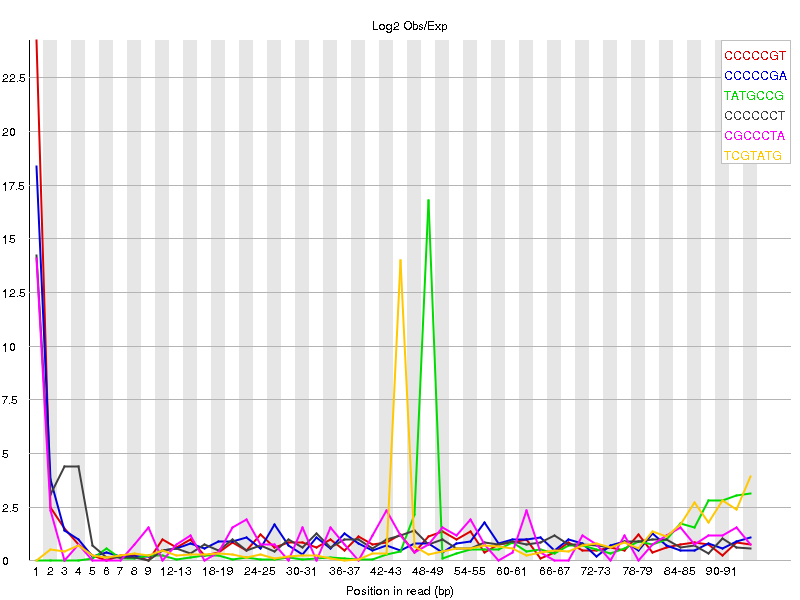 Log2 Obs/Exp
CCCCCGT
CCCCCGA
TATGCCG
CCCCCCT
CGCCCTA
TCGTATG
22.5
20
17.5
15
12.5
10
7.5
5
2.5
0
1 2 3 4 5 6 7 8 9 12-13 18-19 24-25 30-31 36-37 42-43 48-49 54-55 60-61 66-67 72-73 78-79 84-85 90-91
Position in read (bp)